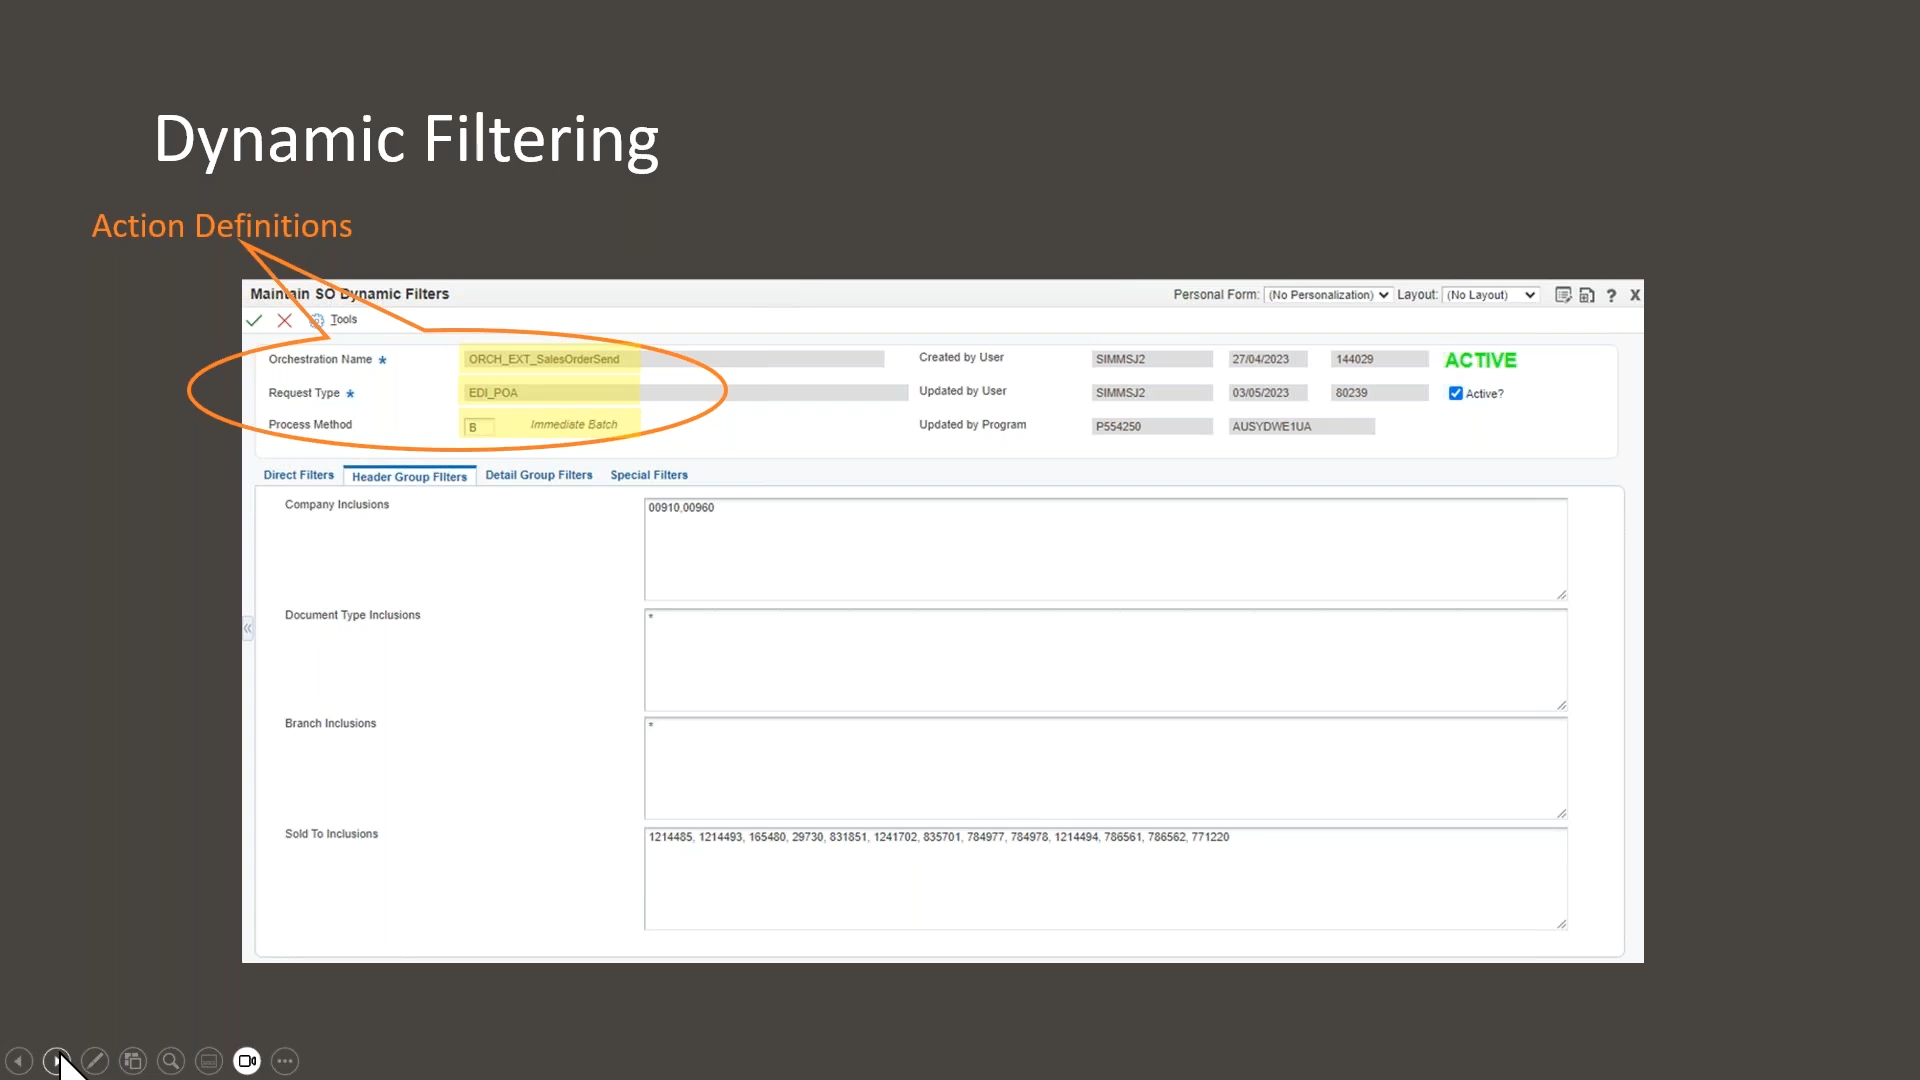 Dynamic Filtering
Action Definitions
Maintain SO Dynamic Filters
Personal Form: (No Personalization) Layout: (No Layout) ? X
Tools
Orchestration Name * ORCH_EXT_SalesOrderSend Created by User SIMMSJ2 27/04/2023 144029 ACTIVE
Request Type * EDI_POA Updated by User SIMMSJ2 03/05/2023 80239 Active?
Process Method B Immediate Batch Updated by Program P554250 AUSYDWE1UA
Direct Filters Header Group FIlters Detail Group Filters Special Filters
Company Inclusions 00910,00960
Document Type Inclusions *
Branch Inclusions *
Sold To Inclusions 1214485, 1214493, 165480, 29730, 831851, 1241702, 835701, 784977, 784978, 1214494, 786561, 786562, 771220